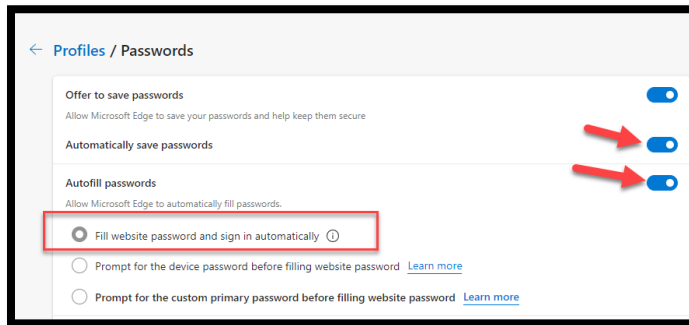 Profiles / Passwords
Offer to save passwords
Allow Microsoft Edge to save your passwords and help keep them secure
Automatically save passwords
Autofill passwords
Allow Microsoft Edge to automatically fill passwords.
Fill website password and sign in automatically
Prompt for the device password before filling website password Learn more
Prompt for the custom primary password before filling website password Learn more